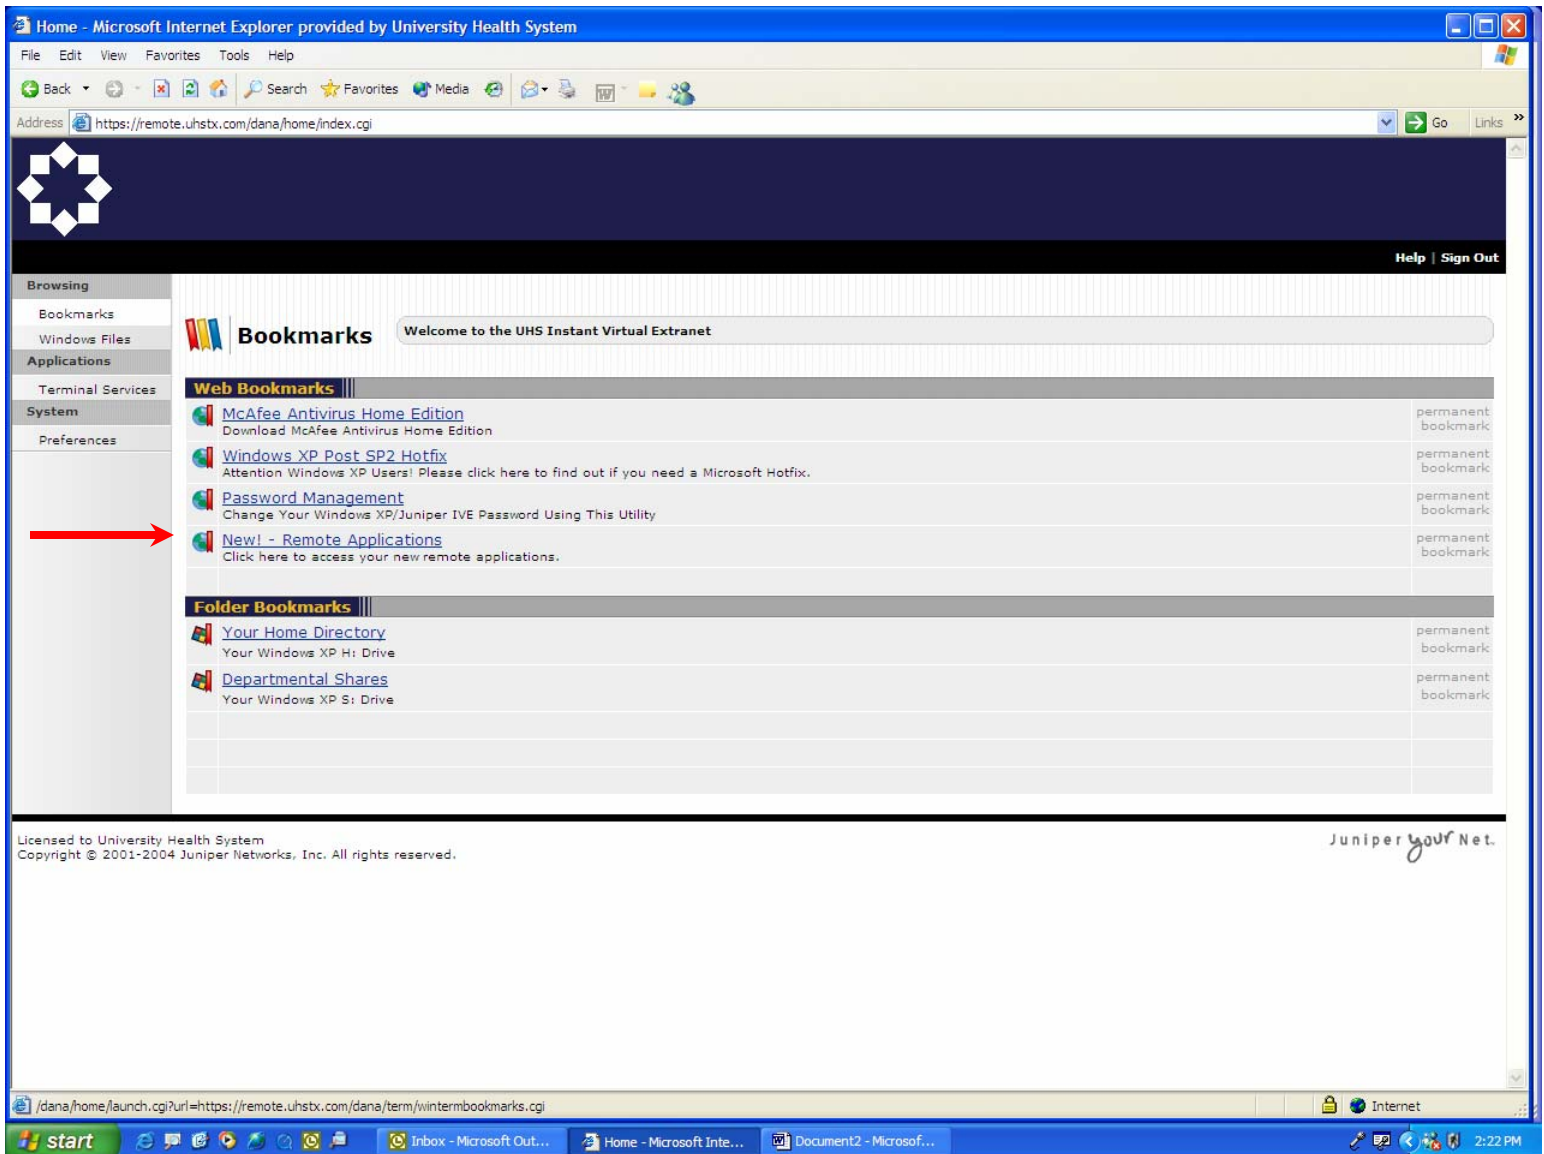 Home - Microsoft Internet Explorer provided by University Health System
File Edit View Favorites Tools Help
Back Search Favorites Media
Address https://remote.uhstx.com/dana/home/index.cgi Go Links »
Help | Sign Out
Browsing
Bookmarks
Windows Files
Applications
Terminal Services
System
Preferences
Bookmarks Welcome to the UHS Instant Virtual Extranet
Web Bookmarks
McAfee Antivirus Home Edition
Download McAfee Antivirus Home Edition
permanent
bookmark
Windows XP Post SP2 Hotfix
Attention Windows XP Users! Please click here to find out if you need a Microsoft Hotfix.
permanent
bookmark
Password Management
Change Your Windows XP/Juniper IVE Password Using This Utility
permanent
bookmark
New! - Remote Applications
Click here to access your new remote applications.
permanent
bookmark
Folder Bookmarks
Your Home Directory
Your Windows XP H: Drive
permanent
bookmark
Departmental Shares
Your Windows XP S: Drive
permanent
bookmark
Licensed to University Health System
Copyright © 2001-2004 Juniper Networks, Inc. All rights reserved.
Juniper your Net.
/dana/home/launch.cgi?url=https://remote.uhstx.com/dana/term/wintermbookmarks.cgi Internet
start Inbox - Microsoft Out... Home - Microsoft Inte... Document2 - Microsof... 2:22 PM